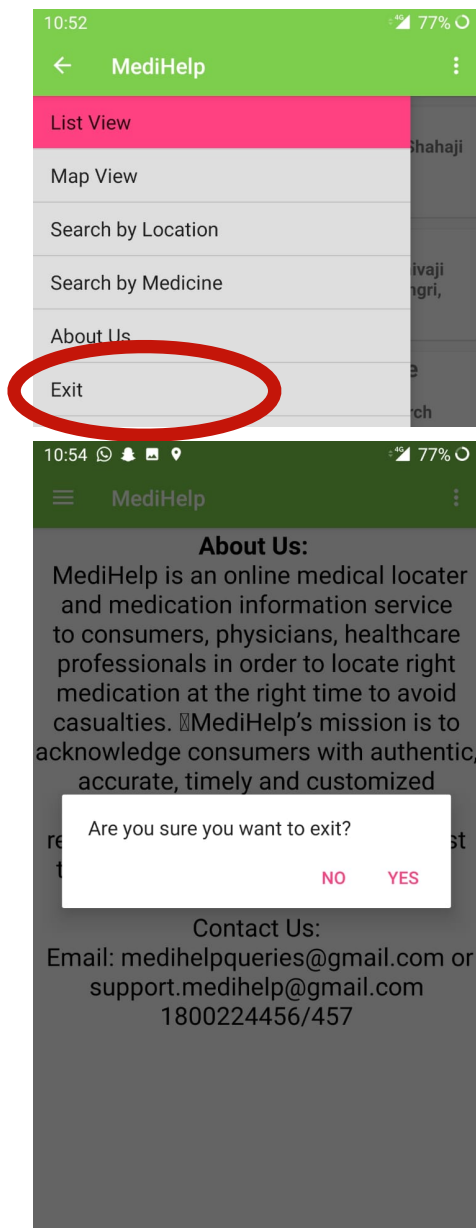 10:52 4G 77%
MediHelp
List View
Shahaji
Map View
Search by Location
ivaji
Search by Medicine
ngri,
About Us
Exit
rch
10:54 4G 77%
MediHelp
About Us:
MediHelp is an online medical locater
and medication information service
to consumers, physicians, healthcare
professionals in order to locate right
medication at the right time to avoid
casualties. MediHelp's mission is to
acknowledge consumers with authentic,
accurate, timely and customized
Are you sure you want to exit?
NO YES
Contact Us:
Email: medihelpqueries@gmail.com or
support.medihelp@gmail.com
1800224456/457